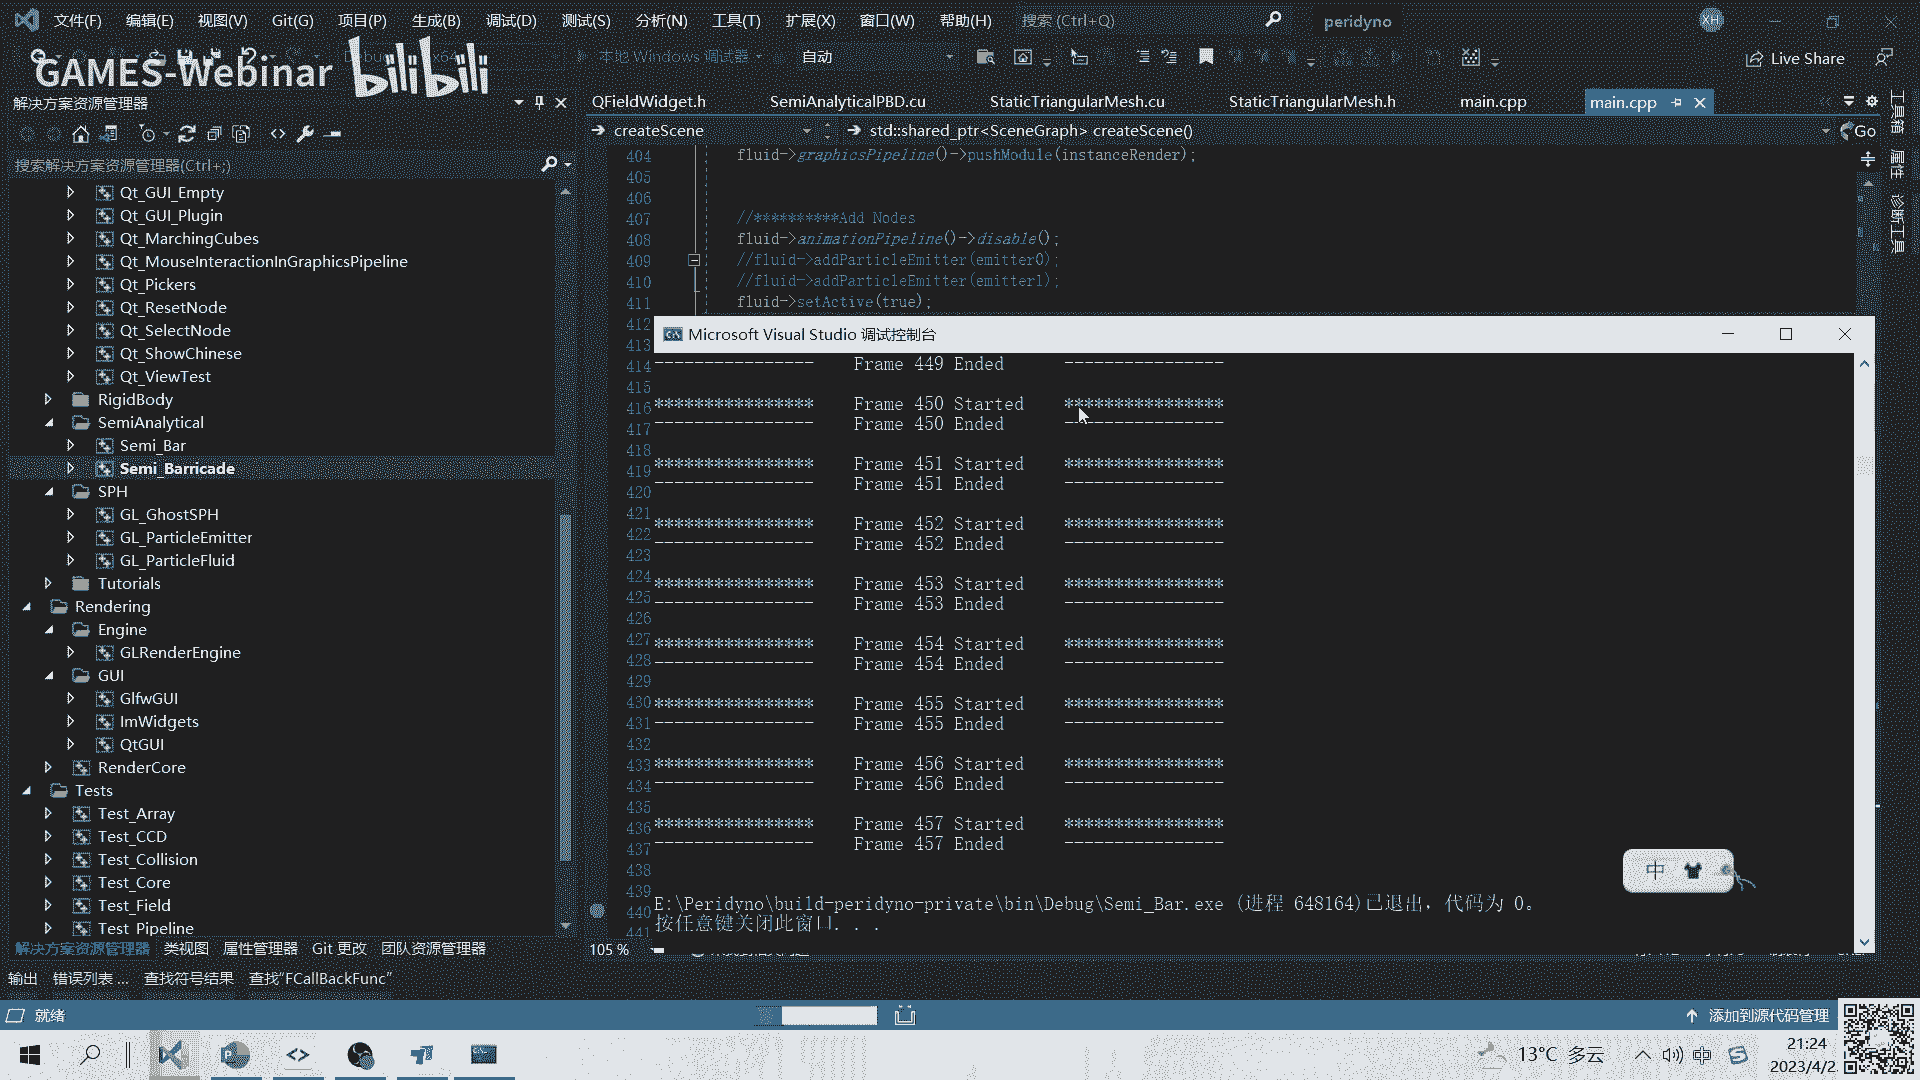 文件(F) 编辑(E) 视图(V) Git(G) 项目(P) 生成(B) 调试(D) 测试(S) 分析(N) 工具(T) 扩展(X) 窗口(W) 帮助(H) 搜索 (Ctrl+Q) peridyno XH
本地 Windows 调试器 自动 Live Share
GAMES-Webinar bilibili
解决方案资源管理器
QFieldWidget.h SemiAnalyticalPBD.cu StaticTriangularMesh.cu StaticTriangularMesh.h main.cpp main.cpp
createScene std::shared_ptr<SceneGraph> createScene() Go
搜索解决方案资源管理器(Ctrl+;)
Qt_GUI_Empty
Qt_GUI_Plugin
Qt_MarchingCubes
Qt_MouseInteractionInGraphicsPipeline
Qt_Pickers
Qt_ResetNode
Qt_SelectNode
Qt_ShowChinese
Qt_ViewTest
RigidBody
SemiAnalytical
Semi_Bar
Semi_Barricade
SPH
GL_GhostSPH
GL_ParticleEmitter
GL_ParticleFluid
Tutorials
Rendering
Engine
GLRenderEngine
GUI
GlfwGUI
ImWidgets
QtGUI
RenderCore
Tests
Test_Array
Test_CCD
Test_Collision
Test_Core
Test_Field
Test_Pipeline
解决方案资源管理器 类视图 属性管理器 Git 更改 团队资源管理器
404 fluid->graphicsPipeline()->pushModule(instanceRender);
405
406
407 //**********Add Nodes
408 fluid->animationPipeline()->disable();
409 //fluid->addParticleEmitter(emitter0);
410 //fluid->addParticleEmitter(emitter1);
411 fluid->setActive(true);
412
413
414
415
416
417
418
419
420
421
422
423
424
425
426
427
428
429
430
431
432
433
434
435
436
437
438
439
440
441
105 %
Microsoft Visual Studio 调试控制台
---------------- Frame 449 Ended ----------------
**************** Frame 450 Started ****************
---------------- Frame 450 Ended ----------------
**************** Frame 451 Started ****************
---------------- Frame 451 Ended ----------------
**************** Frame 452 Started ****************
---------------- Frame 452 Ended ----------------
**************** Frame 453 Started ****************
---------------- Frame 453 Ended ----------------
**************** Frame 454 Started ****************
---------------- Frame 454 Ended ----------------
**************** Frame 455 Started ****************
---------------- Frame 455 Ended ----------------
**************** Frame 456 Started ****************
---------------- Frame 456 Ended ----------------
**************** Frame 457 Started ****************
---------------- Frame 457 Ended ----------------
E:\Peridyno\build-peridyno-private\bin\Debug\Semi_Bar.exe (进程 648164)已退出，代码为 0。
按任意键关闭此窗口. . .
工具箱
属性
诊断工具
中
输出 错误列表 ... 查找符号结果 查找"FCallBackFunc"
就绪 添加到源代码管理
13°C 多云 中
21:24
2023/4/2